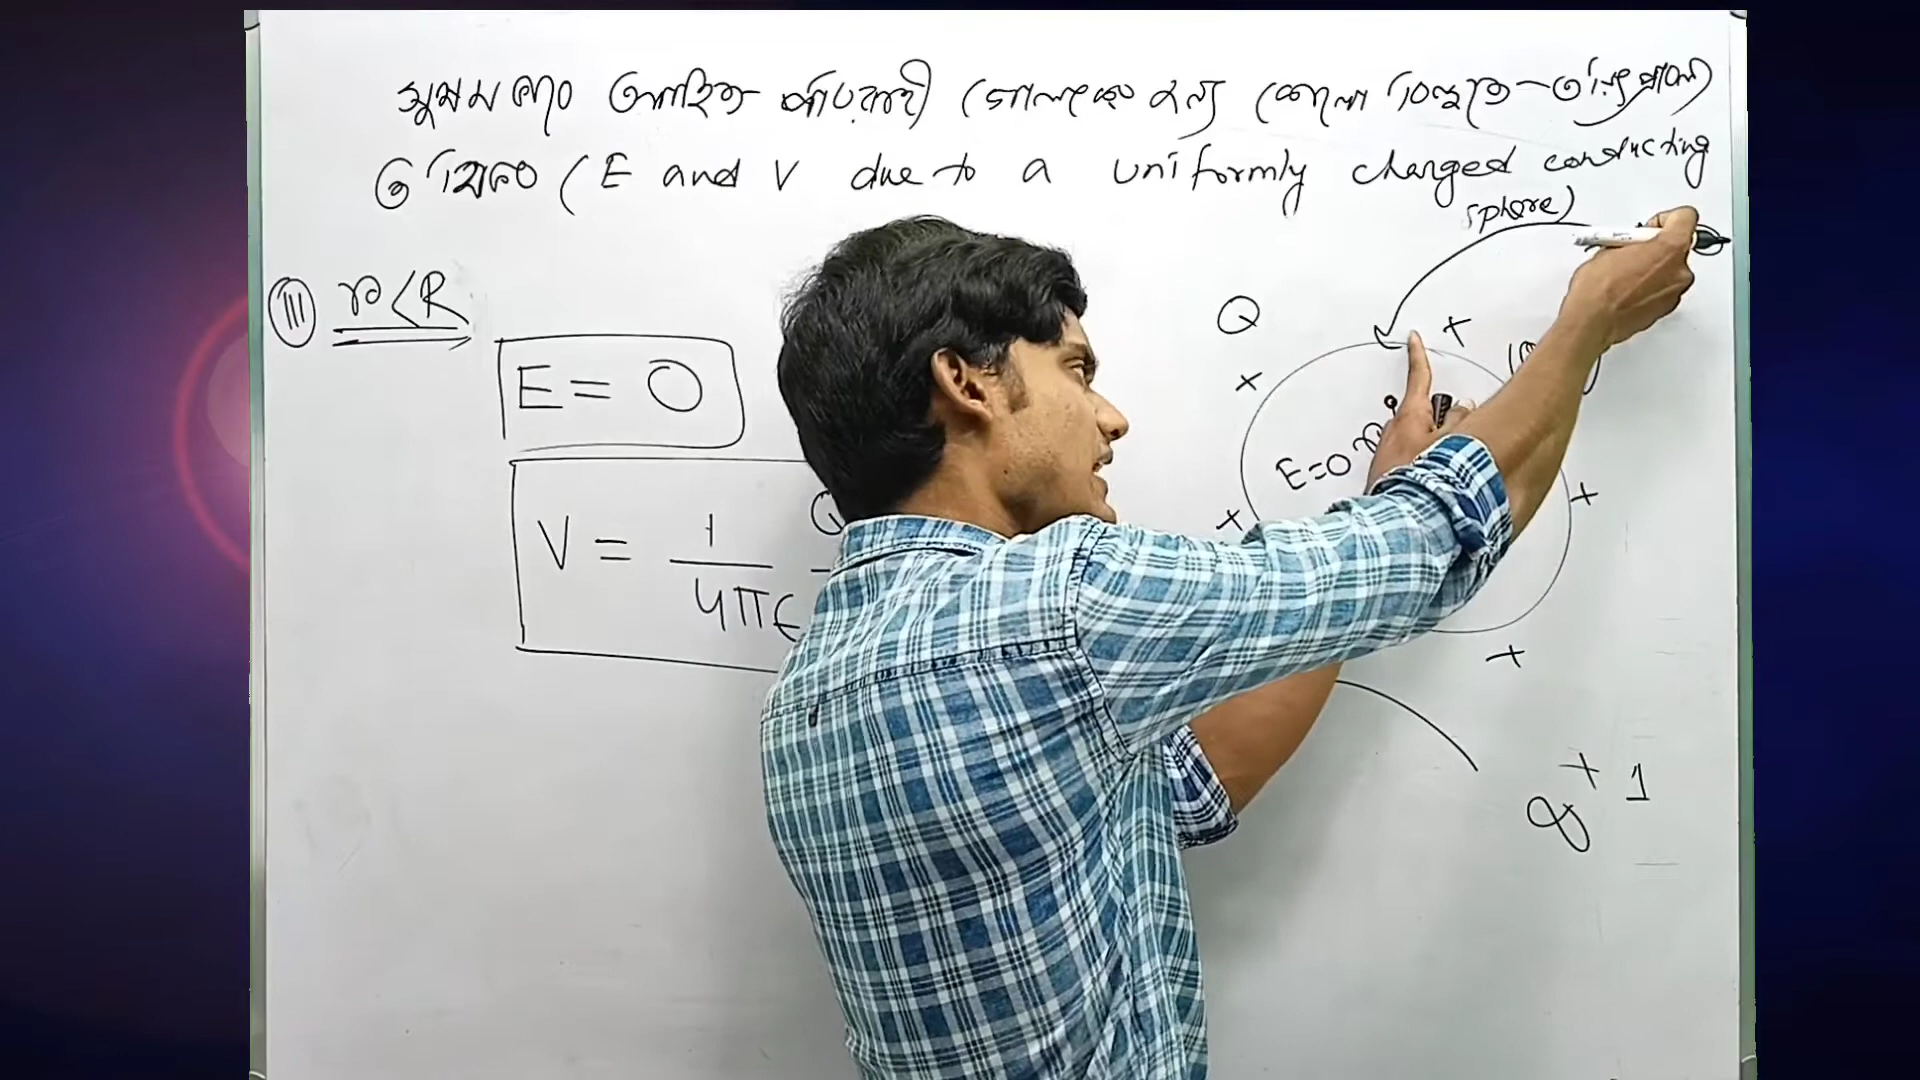 সুষমভাবে আহিত পরিবাহী গোলকের জন্য কোনো বিন্দুতে তড়িৎ প্রাবল্য
ও বিভব ( E and V due to a uniformly charged conducting
sphere)
III r<R
E = 0
V = 1 Q
4πϵ
Q
+ +
E=0
+ +
+
+ 1